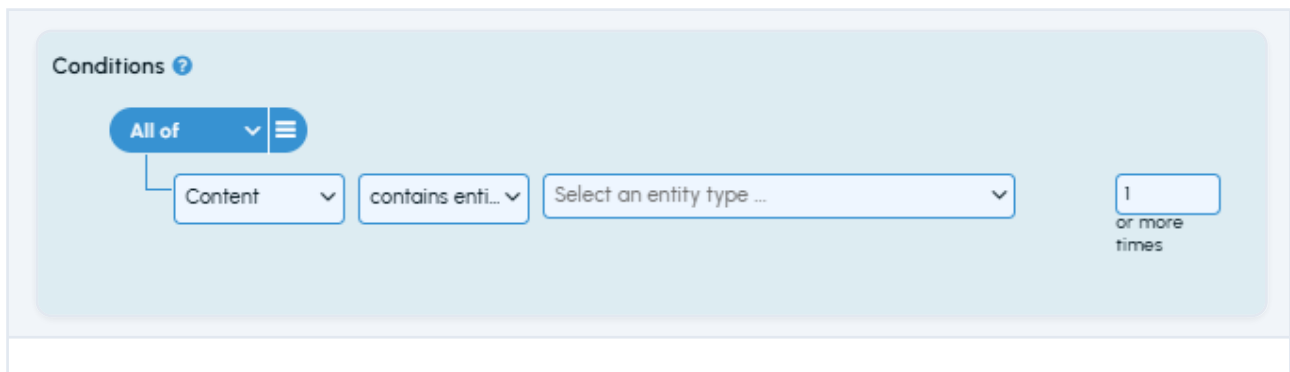 Conditions ?
All of
Content contains enti... Select an entity type ... 1
or more
times